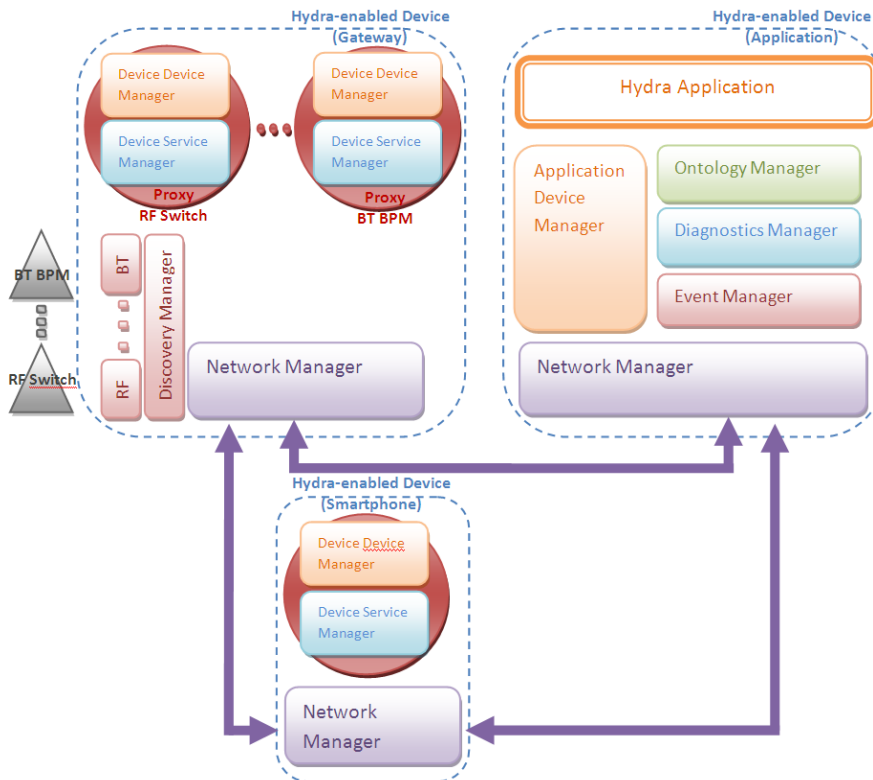 Hydra-enabled Device
(Gateway)
Device Device
Manager
Device Service
Manager
Proxy
RF Switch
Device Device
Manager
Device Service
Manager
Proxy
BT BPM
BT BPM
RF Switch
BT
RF
Discovery Manager
Network Manager
Hydra-enabled Device
(Application)
Hydra Application
Application
Device
Manager
Ontology Manager
Diagnostics Manager
Event Manager
Network Manager
Hydra-enabled Device
(Smartphone)
Device Device
Manager
Device Service
Manager
Network
Manager